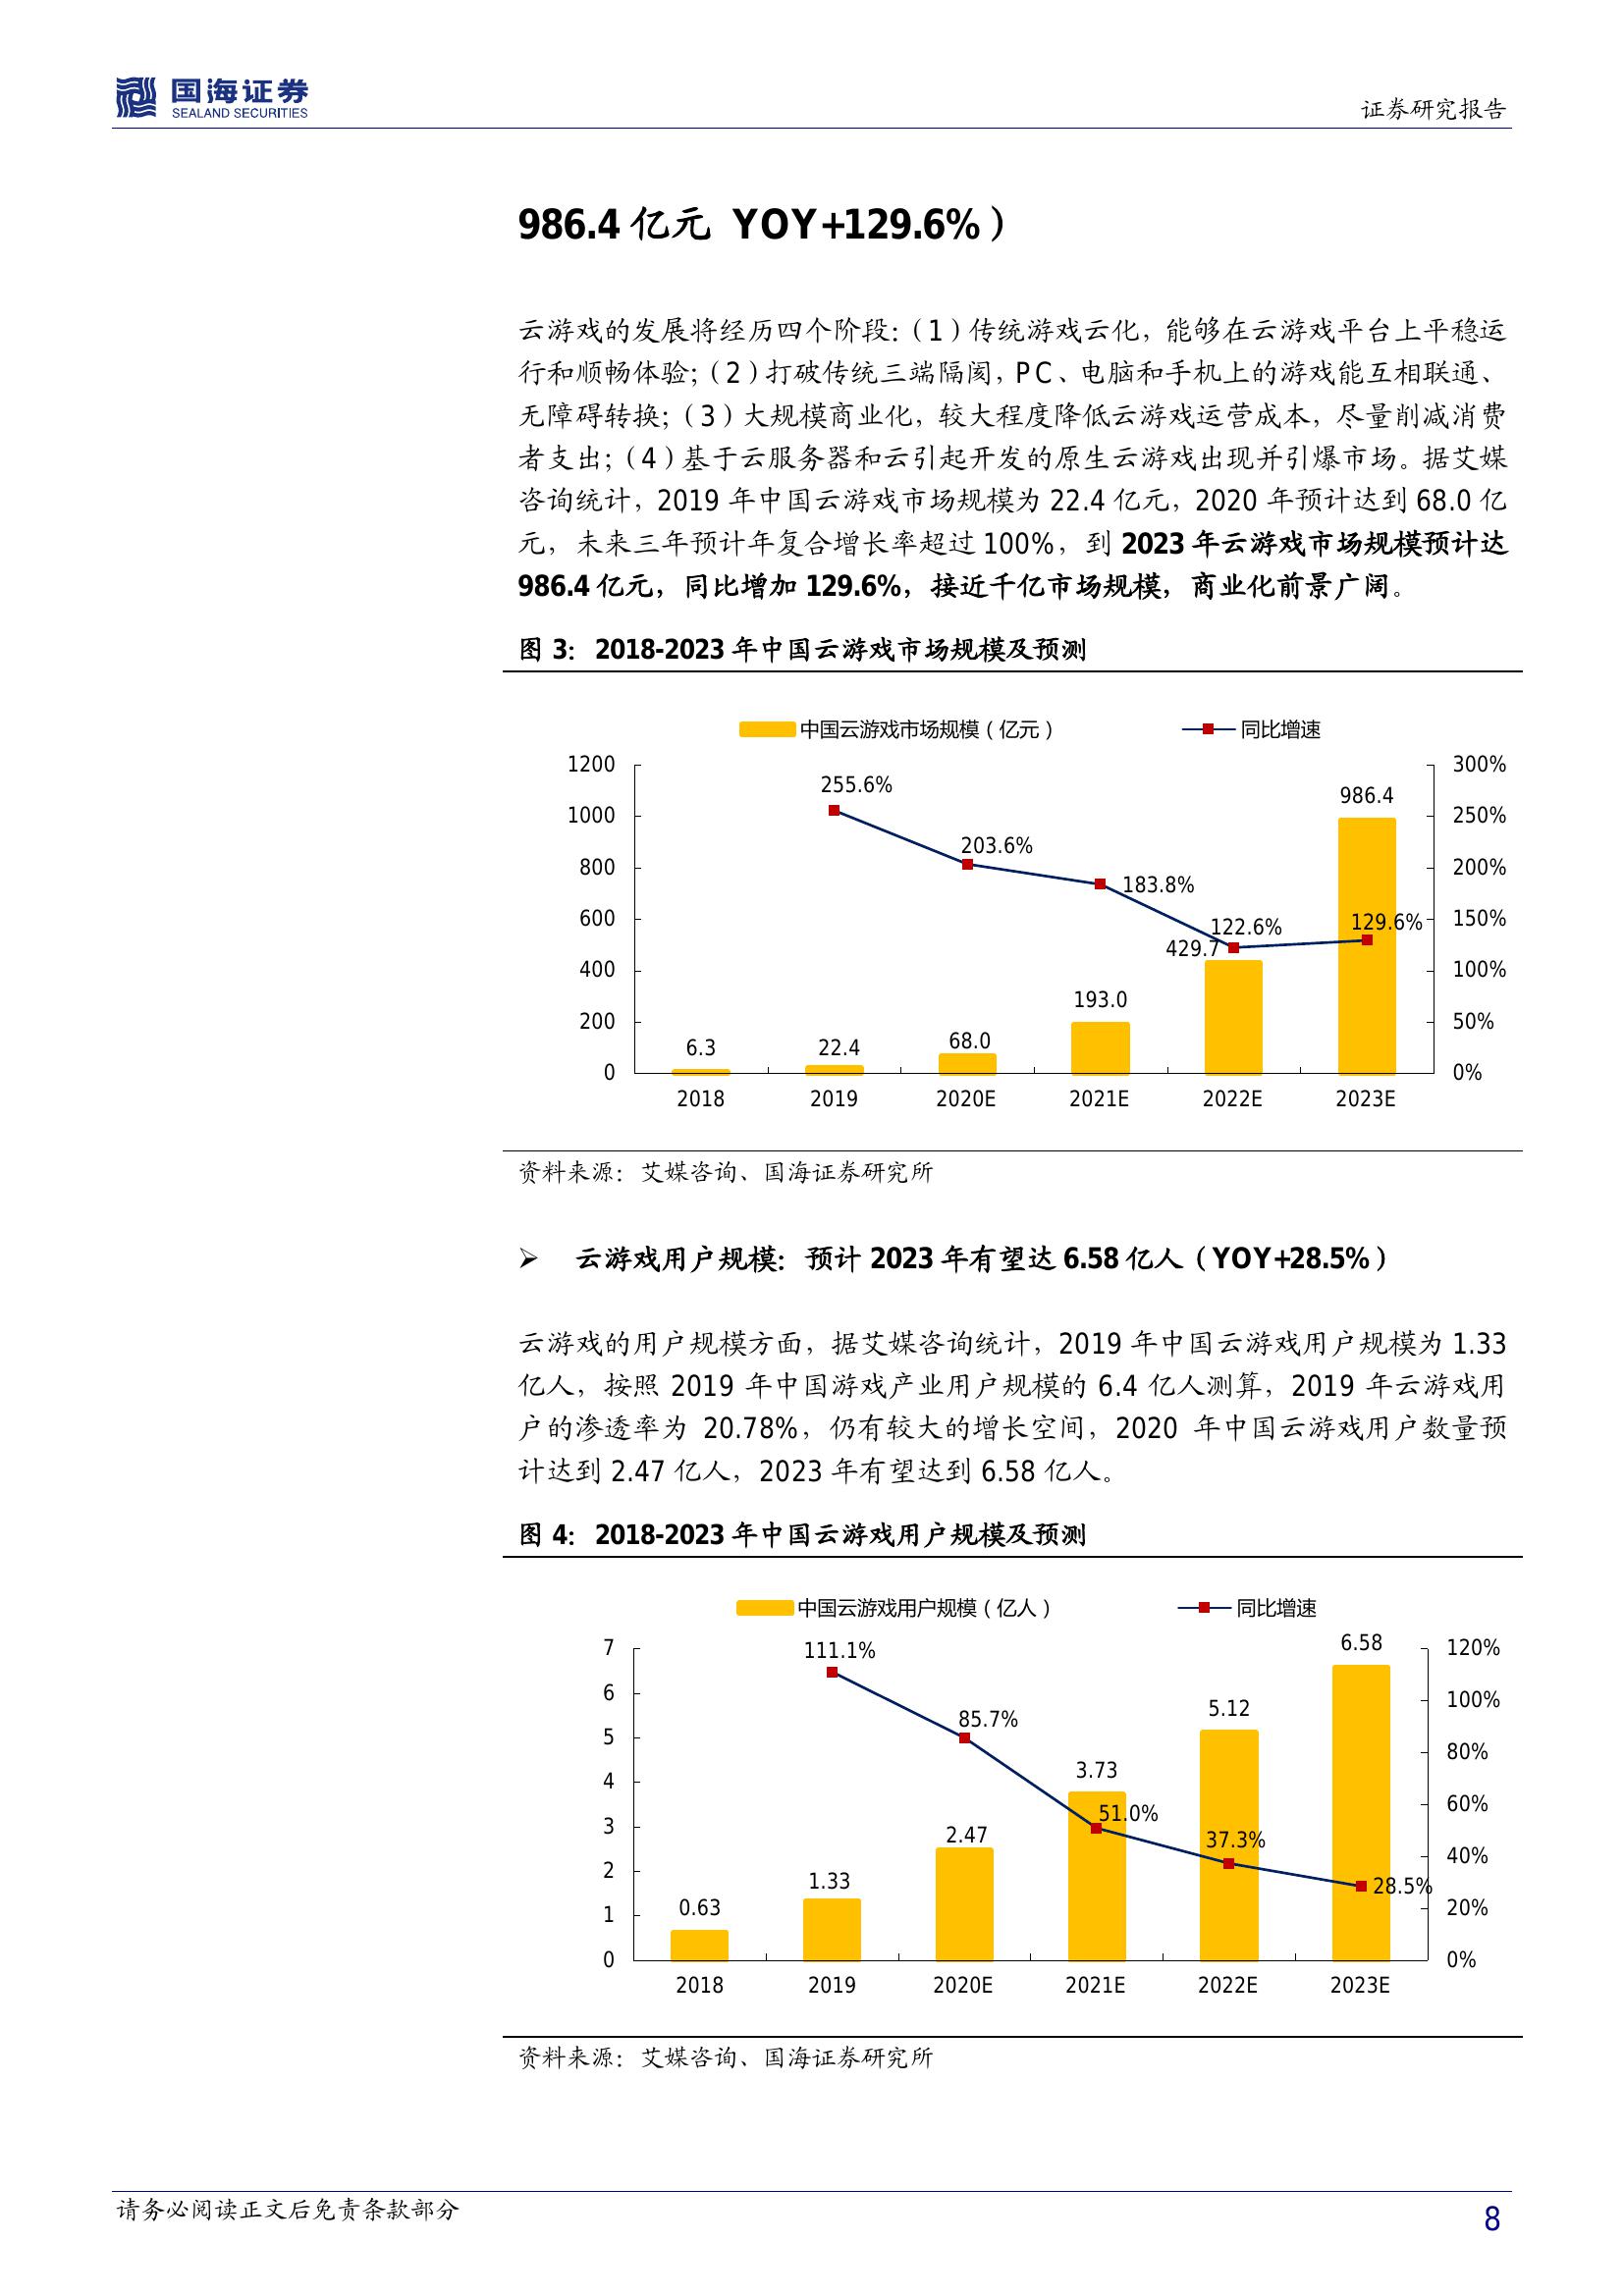 国海证券
SEALAND SECURITIES
证券研究报告
986.4 亿元 YOY+129.6%）
云游戏的发展将经历四个阶段：（1）传统游戏云化，能够在云游戏平台上平稳运
行和顺畅体验；（2）打破传统三端隔阂，PC、电脑和手机上的游戏能互相联通、
无障碍转换；（3）大规模商业化，较大程度降低云游戏运营成本，尽量削减消费
者支出；（4）基于云服务器和云引起开发的原生云游戏出现并引爆市场。据艾媒
咨询统计，2019 年中国云游戏市场规模为 22.4 亿元，2020 年预计达到 68.0 亿
元，未来三年预计年复合增长率超过 100%，到 2023 年云游戏市场规模预计达
986.4 亿元，同比增加 129.6%，接近千亿市场规模，商业化前景广阔。
图 3：2018-2023 年中国云游戏市场规模及预测
中国云游戏市场规模（亿元） 同比增速
1200
1000
800
600
400
200
0
300%
250%
200%
150%
100%
50%
0%
255.6%
203.6%
183.8%
122.6%
129.6%
6.3
22.4
68.0
193.0
429.7
986.4
2018 2019 2020E 2021E 2022E 2023E
资料来源：艾媒咨询、国海证券研究所
➢ 云游戏用户规模：预计 2023 年有望达 6.58 亿人（YOY+28.5%）
云游戏的用户规模方面，据艾媒咨询统计，2019 年中国云游戏用户规模为 1.33
亿人，按照 2019 年中国游戏产业用户规模的 6.4 亿人测算，2019 年云游戏用
户的渗透率为 20.78%，仍有较大的增长空间，2020 年中国云游戏用户数量预
计达到 2.47 亿人，2023 年有望达到 6.58 亿人。
图 4：2018-2023 年中国云游戏用户规模及预测
中国云游戏用户规模（亿人） 同比增速
7
6
5
4
3
2
1
0
120%
100%
80%
60%
40%
20%
0%
111.1%
85.7%
51.0%
37.3%
28.5%
0.63
1.33
2.47
3.73
5.12
6.58
2018 2019 2020E 2021E 2022E 2023E
资料来源：艾媒咨询、国海证券研究所
请务必阅读正文后免责条款部分
8